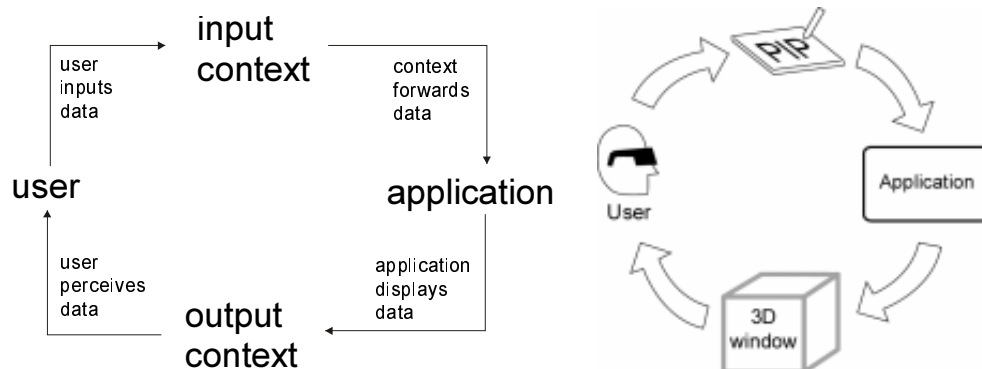 input
context
user
inputs
data
context
forwards
data
user
application
user
perceives
data
application
displays
data
output
context
PIP
User
Application
3D
window